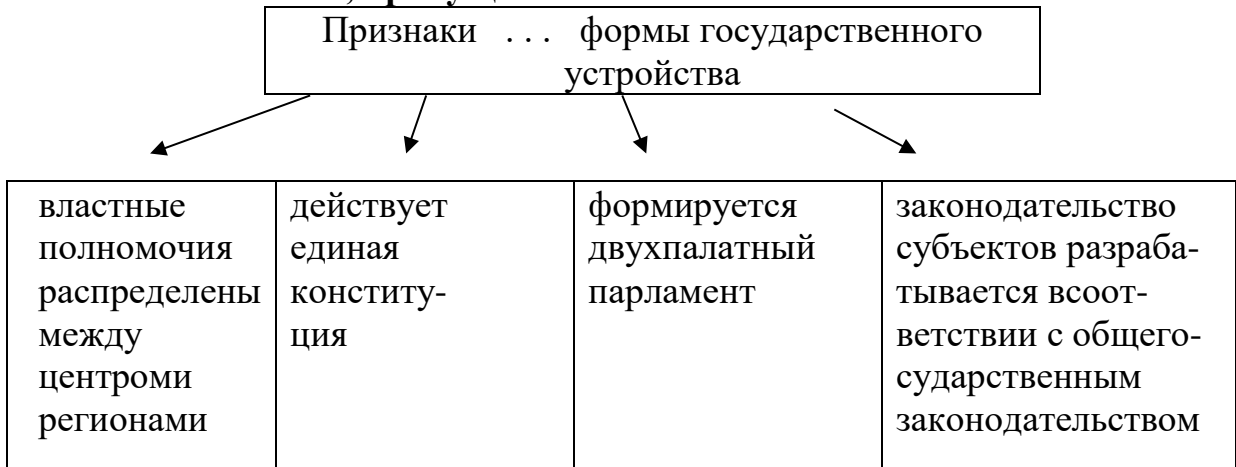 Признаки ... формы государственного
устройства
властные
полномочия
распределены
между
центроми
регионами
действует
единая
конститу-
ция
формируется
двухпалатный
парламент
законодательство
субъектов разраба-
тывается всоот-
ветствии с общего-
сударственным
законодательством